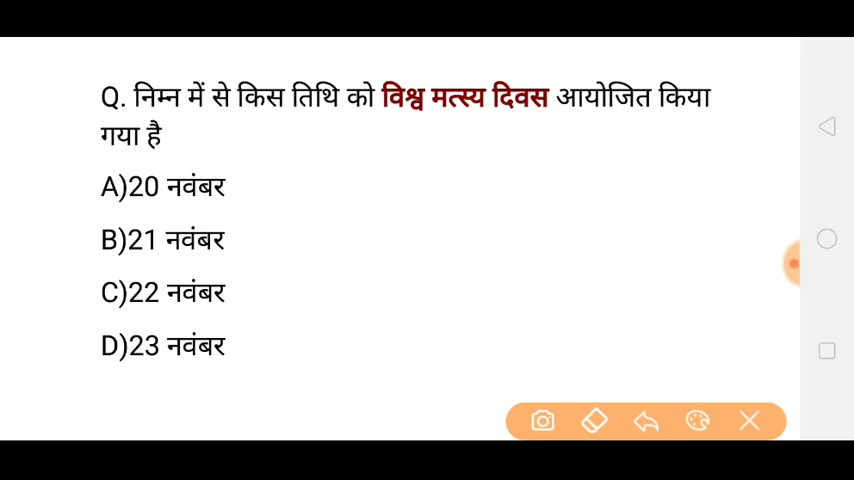 Q. निम्न में से किस तिथि को विश्व मत्स्य दिवस आयोजित किया
गया है
A)20 नवंबर
B)21 नवंबर
C)22 नवंबर
D)23 नवंबर